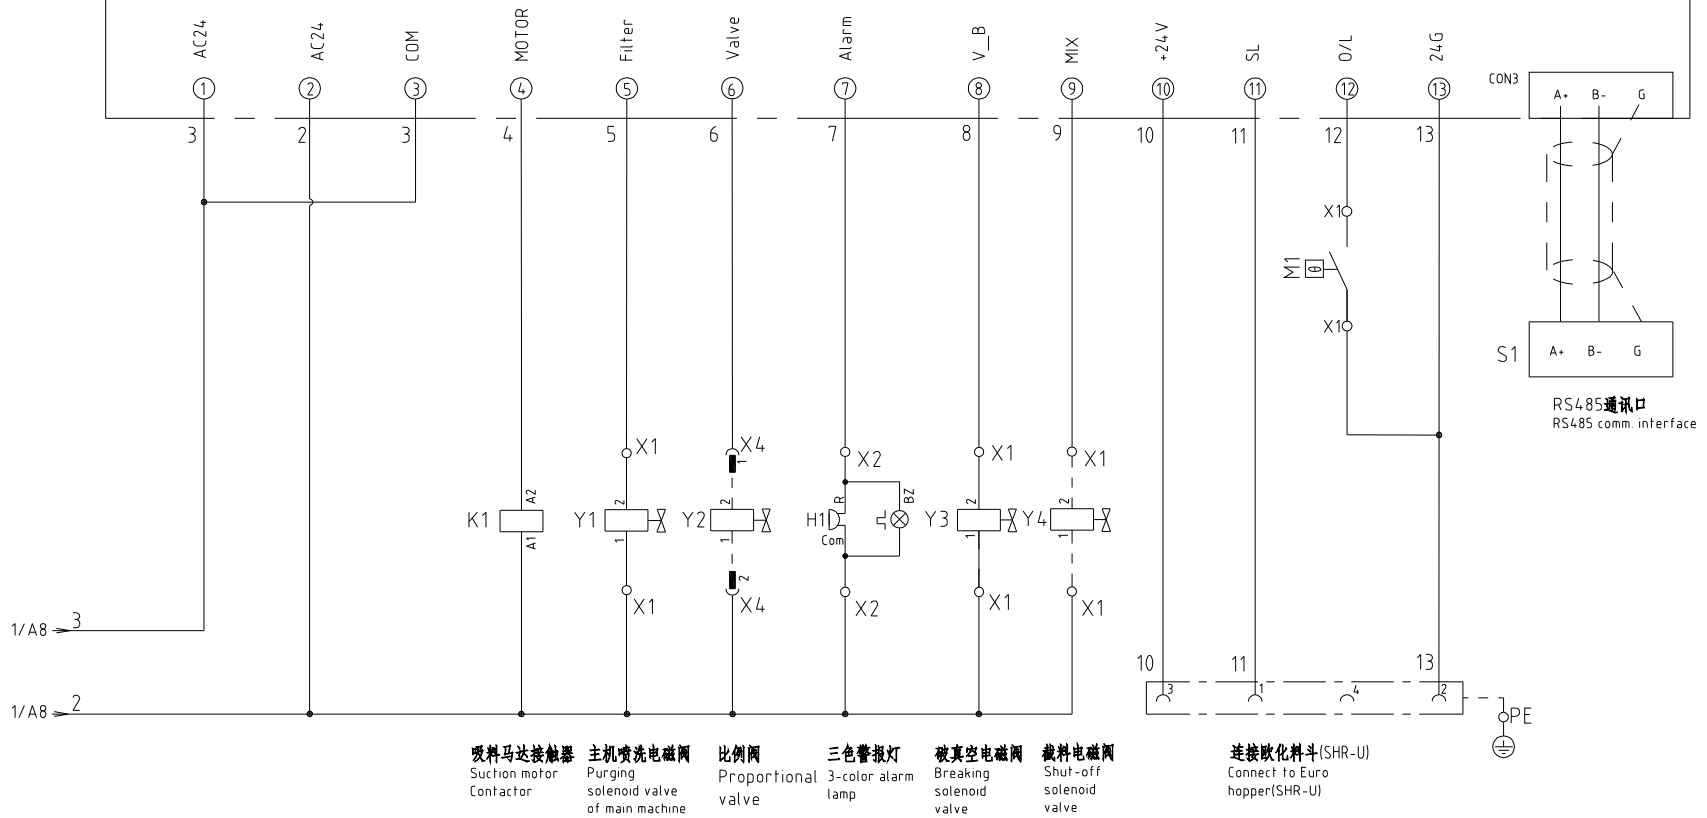 AC24 AC24 COM MOTOR Filter Valve Alarm V_B MIX +24V SL O/L 24G
1 2 3 4 5 6 7 8 9 10 11 12 13
CON3
A+ B- G
3 2 3 4 5 6 7 8 9 10 11 12 13
X1
M1 θ
X1
S1 A+ B- G
RS485通讯口
RS485 comm. interface
X1 X4 X2 X1 X1
1
A2 2 2 R BZ 2 2
K1 Y1 Y2 H1 Y3 Y4
A1 1 1 Com 1 1
2
X1 X4 X2 X1 X1
1/A8 3
10 11 13
3 1 4 2
1/A8 2
PE
吸料马达接触器
Suction motor
Contactor
主机喷洗电磁阀
Purging
solenoid valve
of main machine
比例阀
Proportional
valve
三色警报灯
3-color alarm
lamp
破真空电磁阀
Breaking
solenoid
valve
截料电磁阀
Shut-off
solenoid
valve
连接欧化料斗(SHR-U)
Connect to Euro
hopper(SHR-U)